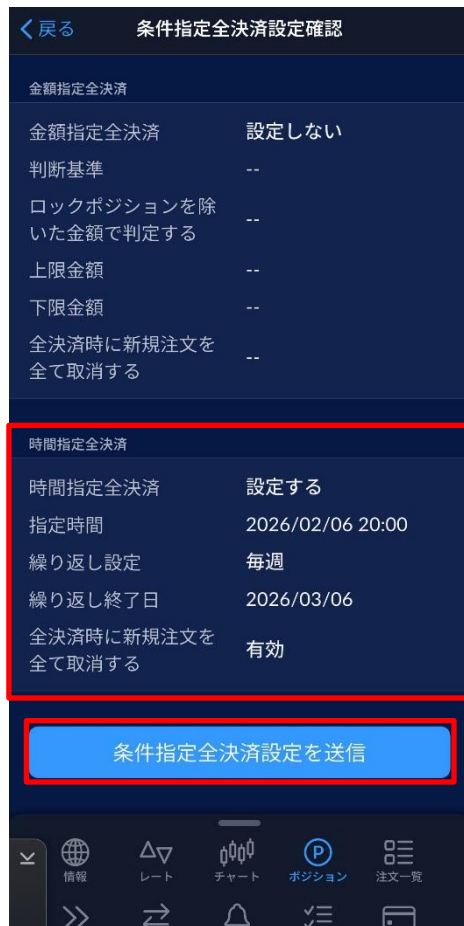 戻る 条件指定全決済設定確認
金額指定全決済
金額指定全決済 設定しない
判断基準 --
ロックポジションを除
いた金額で判定する --
上限金額 --
下限金額 --
全決済時に新規注文を
全て取消する --
時間指定全決済
時間指定全決済 設定する
指定時間 2026/02/06 20:00
繰り返し設定 毎週
繰り返し終了日 2026/03/06
全決済時に新規注文を
全て取消する 有効
条件指定全決済設定を送信
情報 レート チャート ポジション 注文一覧